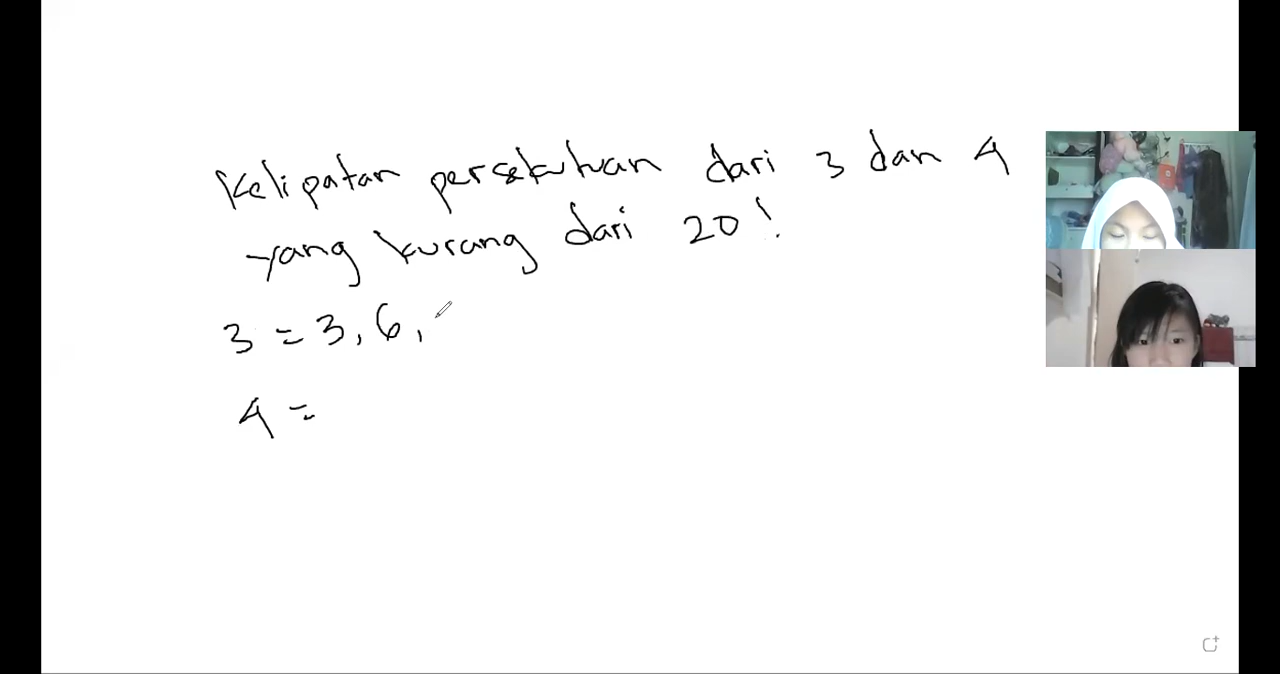 Kelipatan persekutuan dari 3 dan 4
yang kurang dari 20!
3 = 3, 6,
4 =